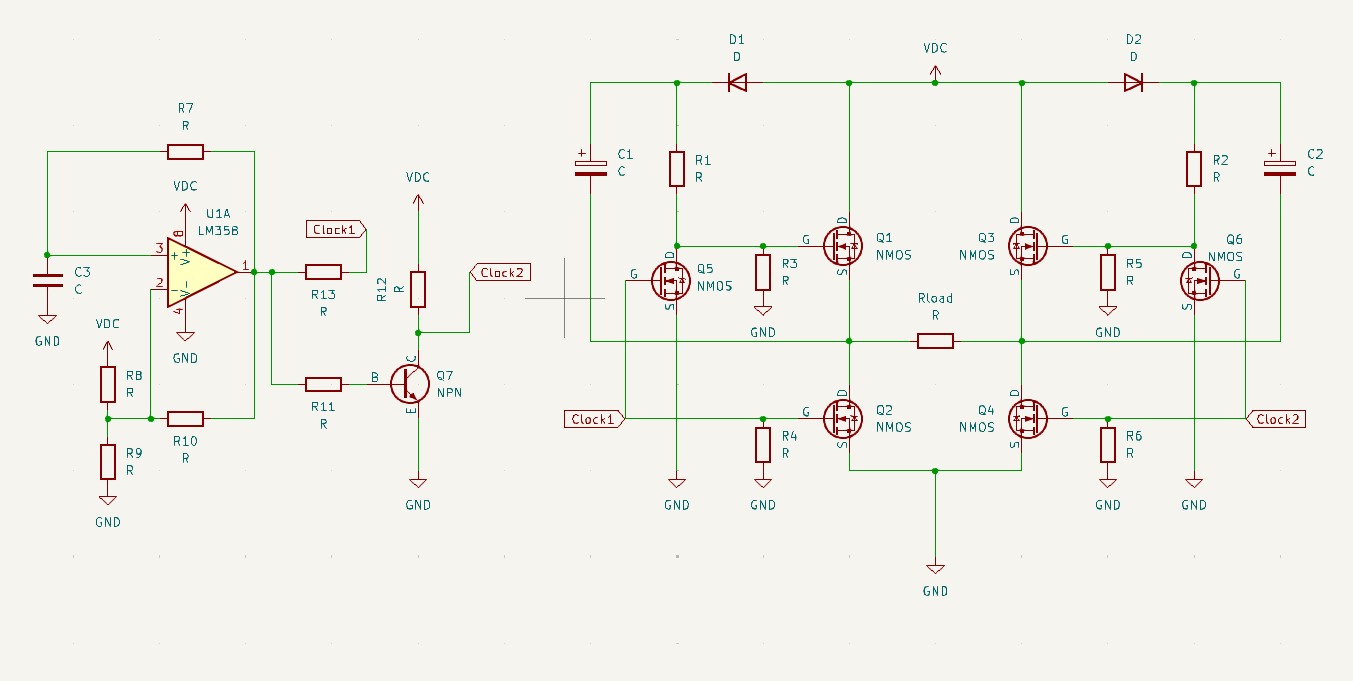 R7
R
VDC
U1A
LM358
8
V+
3
+
2
-
V-
4
1
C3
C
GND
GND
VDC
R8
R
R9
R
GND
R10
R
Clock1
R13
R
R11
R
VDC
R12
R
Clock2
C
B
E
Q7
NPN
GND
D1
D
VDC
D2
D
+
C1
C
R1
R
R2
R
+
C2
C
D
G
S
Q1
NMOS
D
G
S
Q3
NMOS
D
G
S
Q5
NMOS
D
G
S
Q6
NMOS
R3
R
GND
R5
R
GND
Rload
R
Clock1
D
G
S
Q2
NMOS
D
G
S
Q4
NMOS
Clock2
R4
R
GND
R6
R
GND
GND
GND
GND